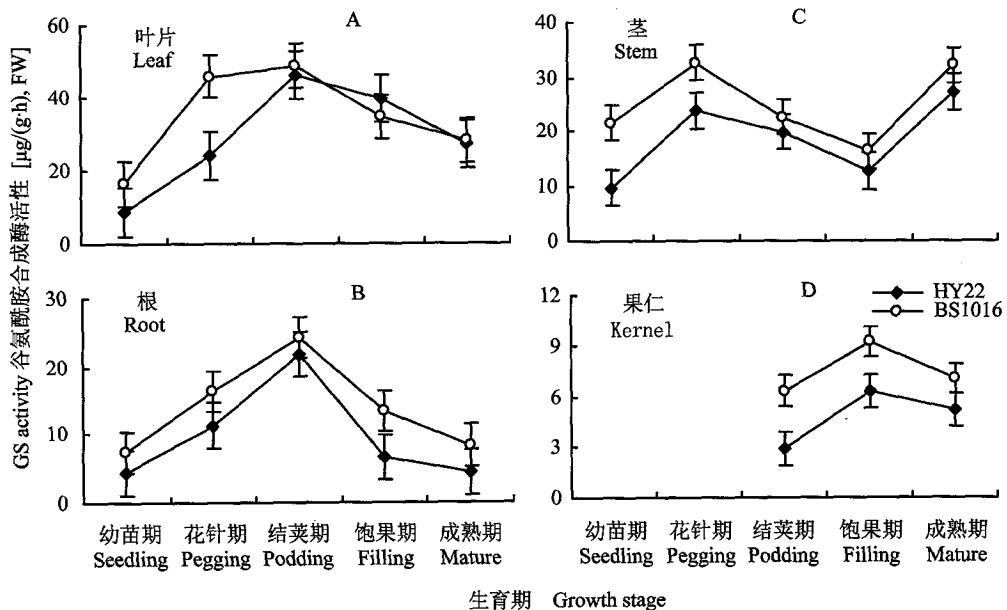 GS activity 谷氨酰胺合成酶活性 [μg/(g·h), FW]
A
叶片
Leaf
60
40
20
0
C
茎
Stem
40
30
20
10
0
B
根
Root
30
20
10
0
D
果仁
Kernel
HY22
BS1016
12
9
6
3
0
幼苗期 花针期 结荚期 饱果期 成熟期
Seedling Pegging Podding Filling Mature
幼苗期 花针期 结荚期 饱果期 成熟期
Seedling Pegging Podding Filling Mature
生育期 Growth stage